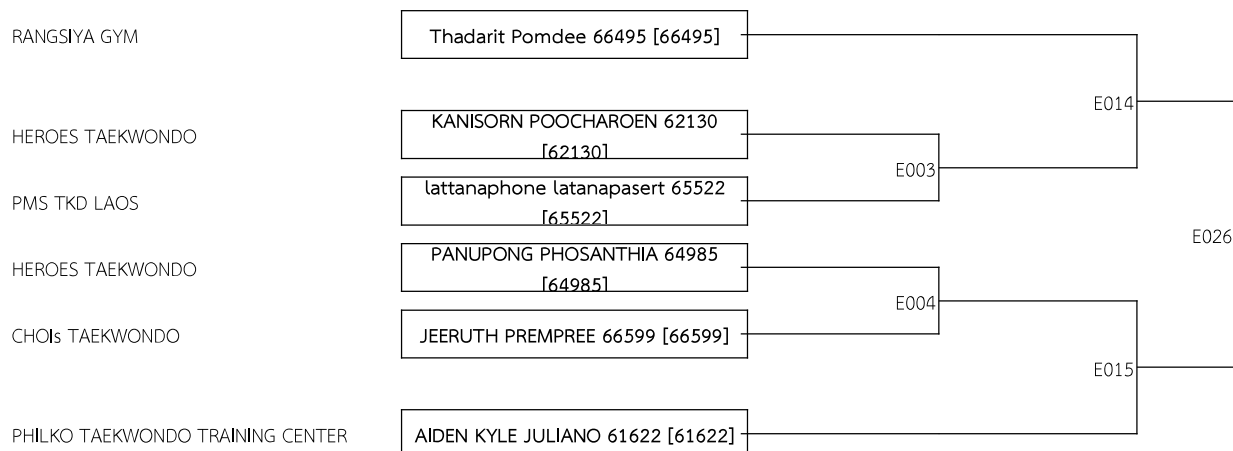 RANGSIYA GYM
Thadarit Pomdee 66495 [66495]
E014
HEROES TAEKWONDO
KANISORN POOCHAROEN 62130
[62130]
E003
PMS TKD LAOS
lattanaphone latanapasert 65522
[65522]
E026
HEROES TAEKWONDO
PANUPONG PHOSANTHIA 64985
[64985]
E004
CHOIs TAEKWONDO
JEERUTH PREMPREE 66599 [66599]
E015
PHILKO TAEKWONDO TRAINING CENTER
AIDEN KYLE JULIANO 61622 [61622]